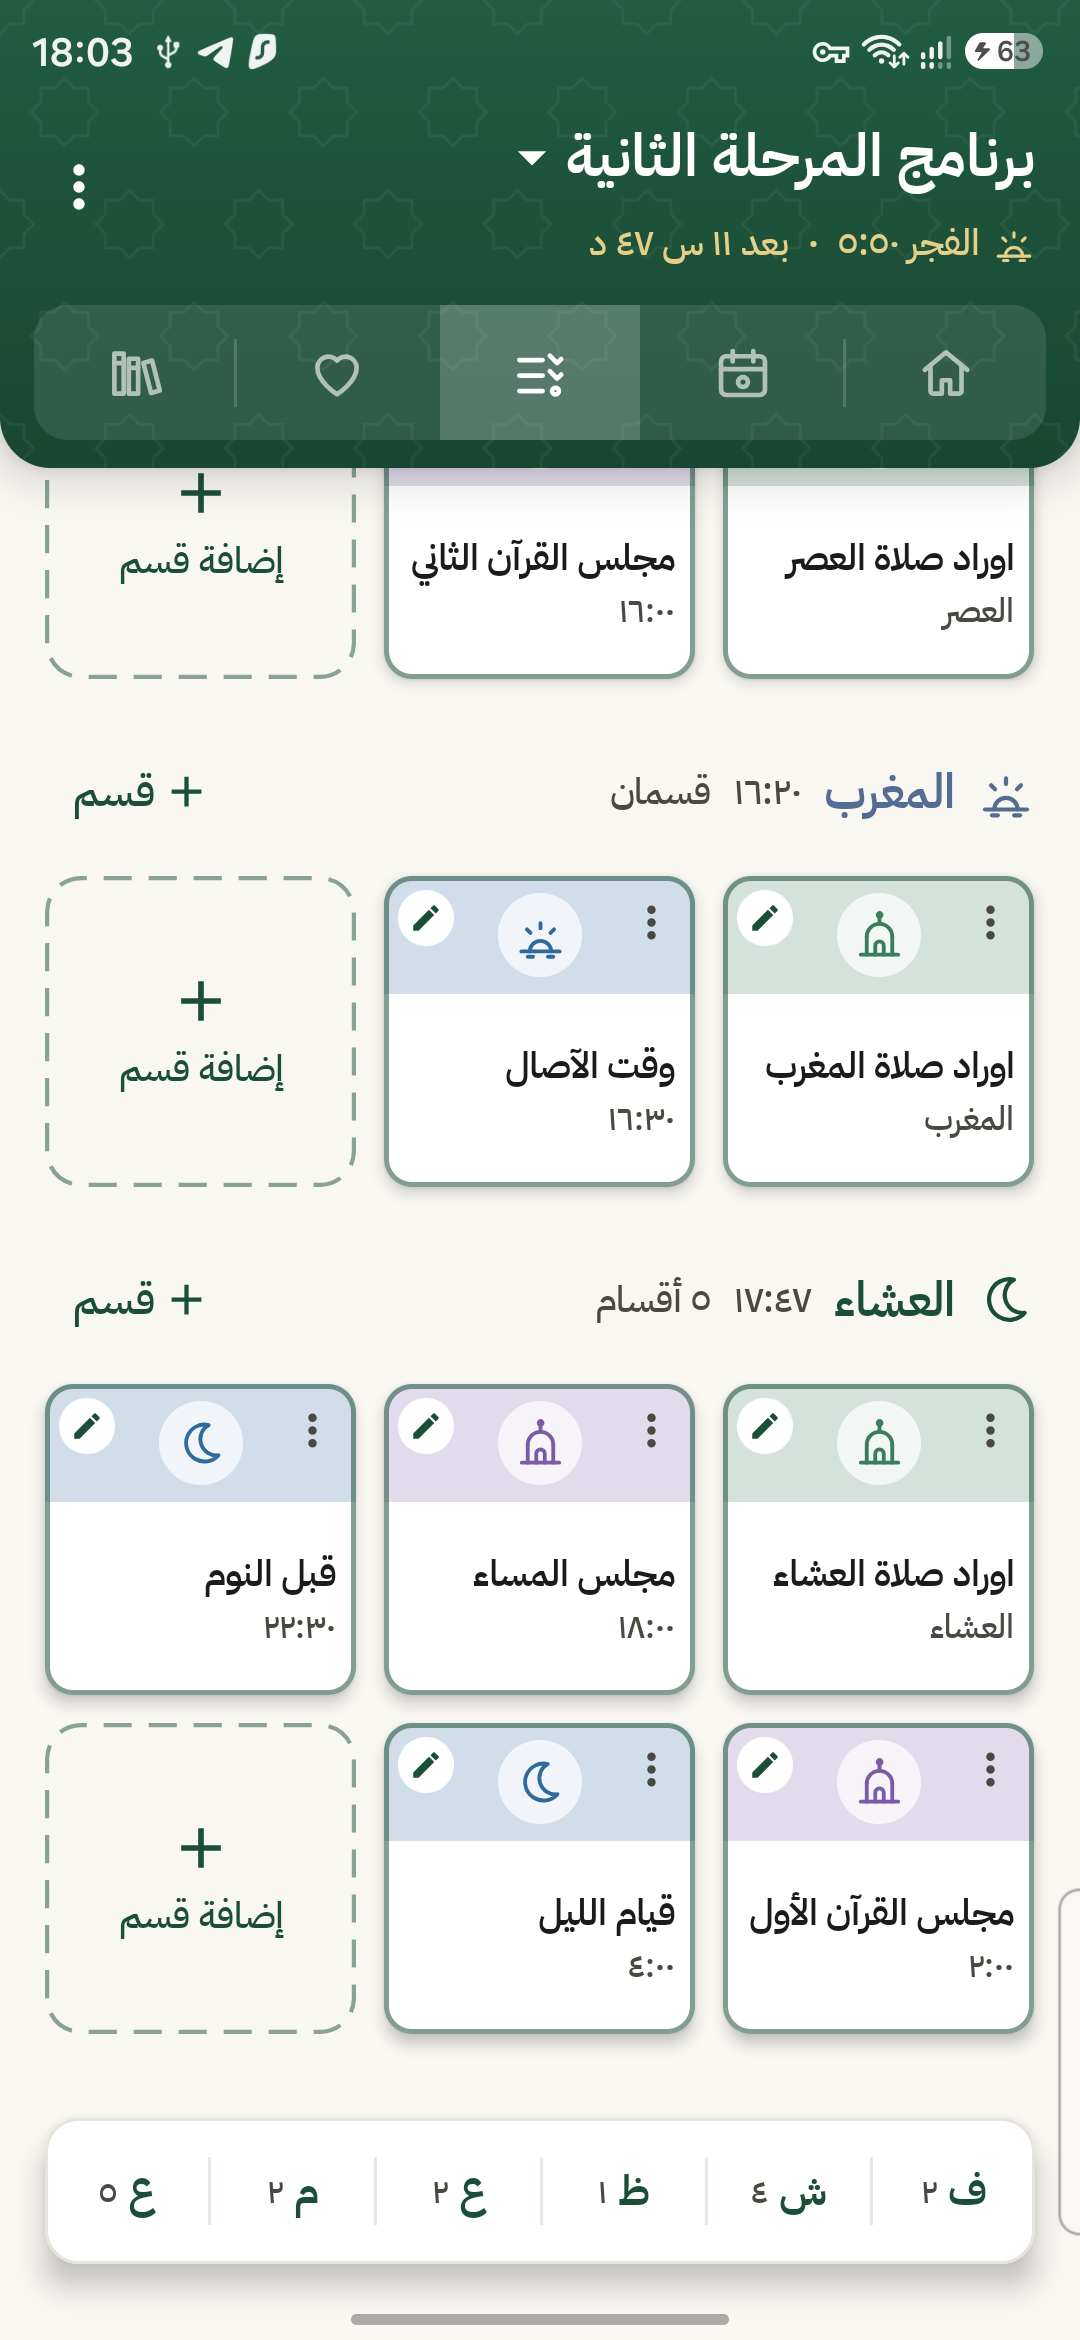 18:03
63
برنامج المرحلة الثانية
الفجر ٥:٥٠ · بعد ١١ س ٤٧ د
اوراد صلاة العصر
العصر
مجلس القرآن الثاني
١٦:٠٠
إضافة قسم
المغرب ١٦:٢٠ قسمان
قسم
اوراد صلاة المغرب
المغرب
وقت الآصال
١٦:٣٠
إضافة قسم
العشاء ١٧:٤٧ ٥ أقسام
قسم
اوراد صلاة العشاء
العشاء
مجلس المساء
١٨:٠٠
قبل النوم
٢٢:٣٠
مجلس القرآن الأول
٢:٠٠
قيام الليل
٤:٠٠
إضافة قسم
ف ٢
ش ٤
ظ ١
ع ٢
م ٢
ع ٥